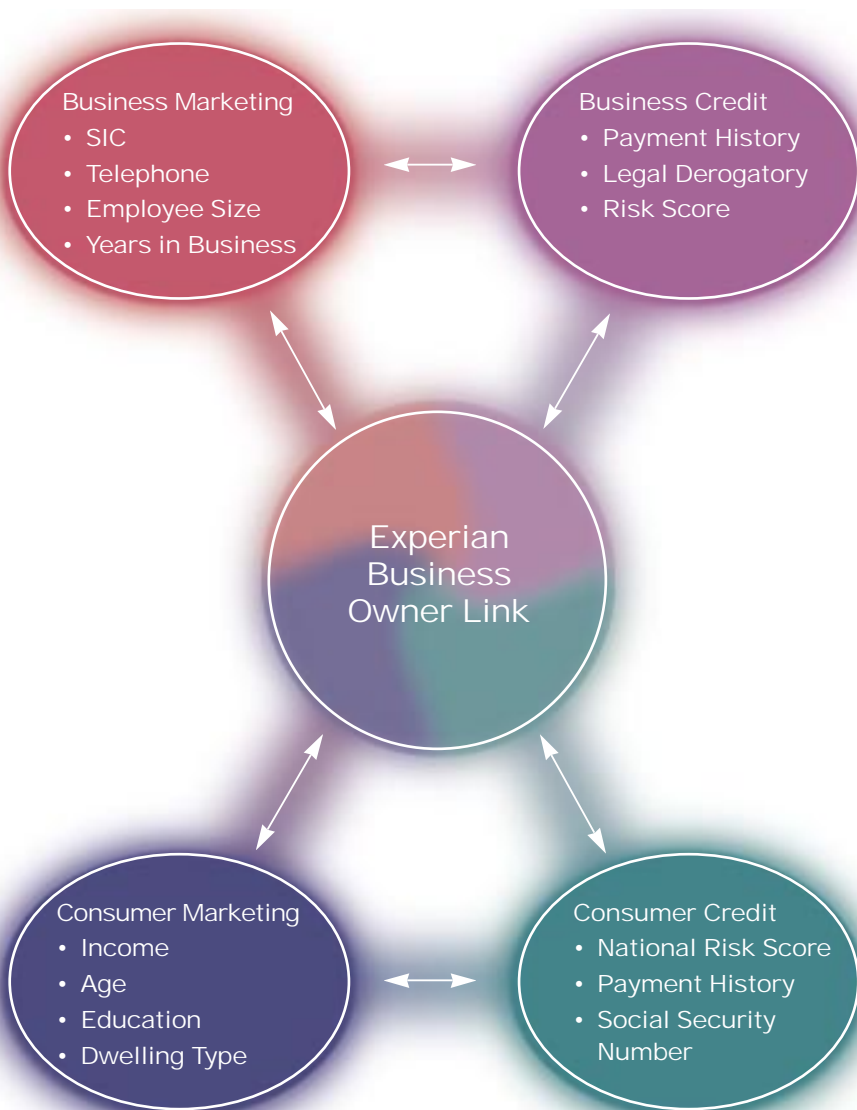 Business Marketing
• SIC
• Telephone
• Employee Size
• Years in Business
Business Credit
• Payment History
• Legal Derogatory
• Risk Score
Experian
Business
Owner Link
Consumer Marketing
• Income
• Age
• Education
• Dwelling Type
Consumer Credit
• National Risk Score
• Payment History
• Social Security
Number